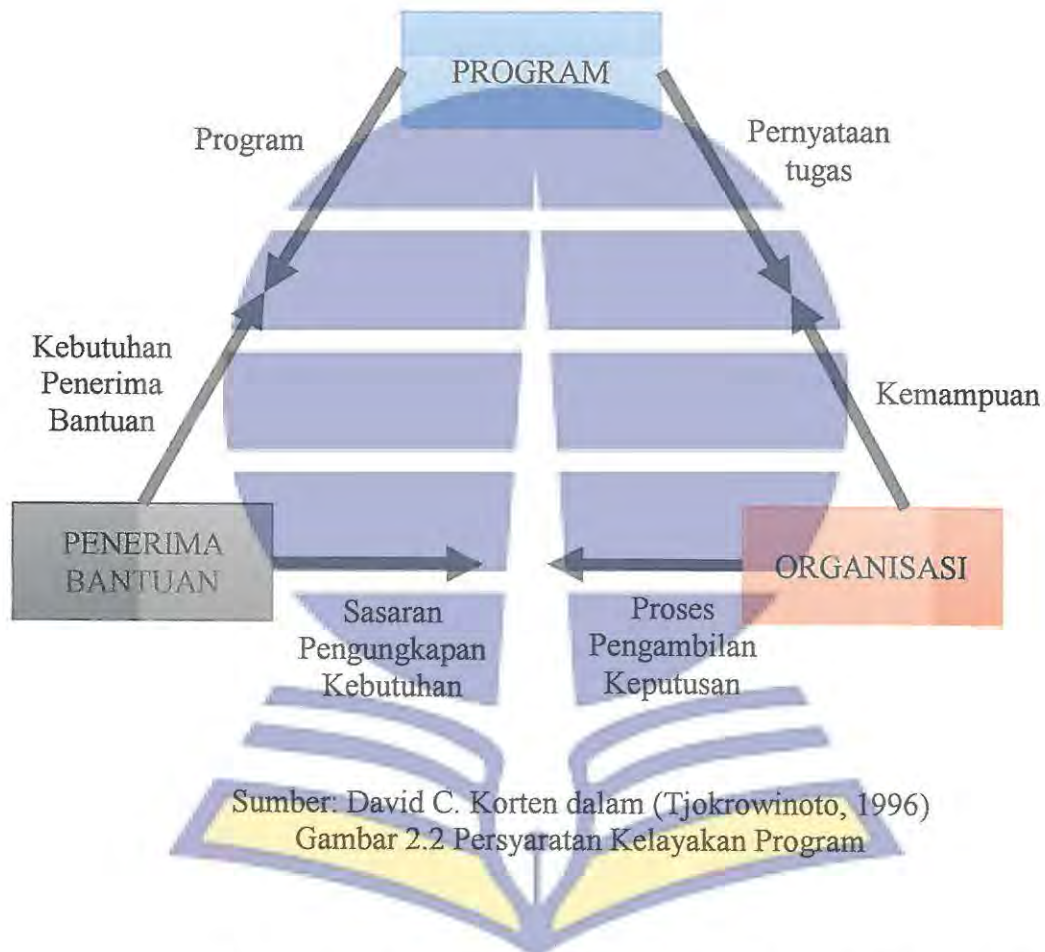 PROGRAM
Program
Pernyataan
tugas
Kebutuhan
Penerima
Bantuan
Kemampuan
PENERIMA
BANTUAN
ORGANISASI
Sasaran
Pengungkapan
Kebutuhan
Proses
Pengambilan
Keputusan
Sumber: David C. Korten dalam (Tjokrowinoto, 1996)
Gambar 2.2 Persyaratan Kelayakan Program